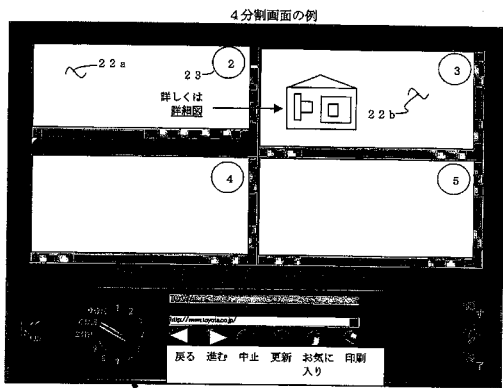 4分割画面の例
22a
23
2
3
詳しくは
詳細図
22b
4
5
http://www.toyota.co.jp/
戻る 進む 中止 更新 お気に入り 印刷